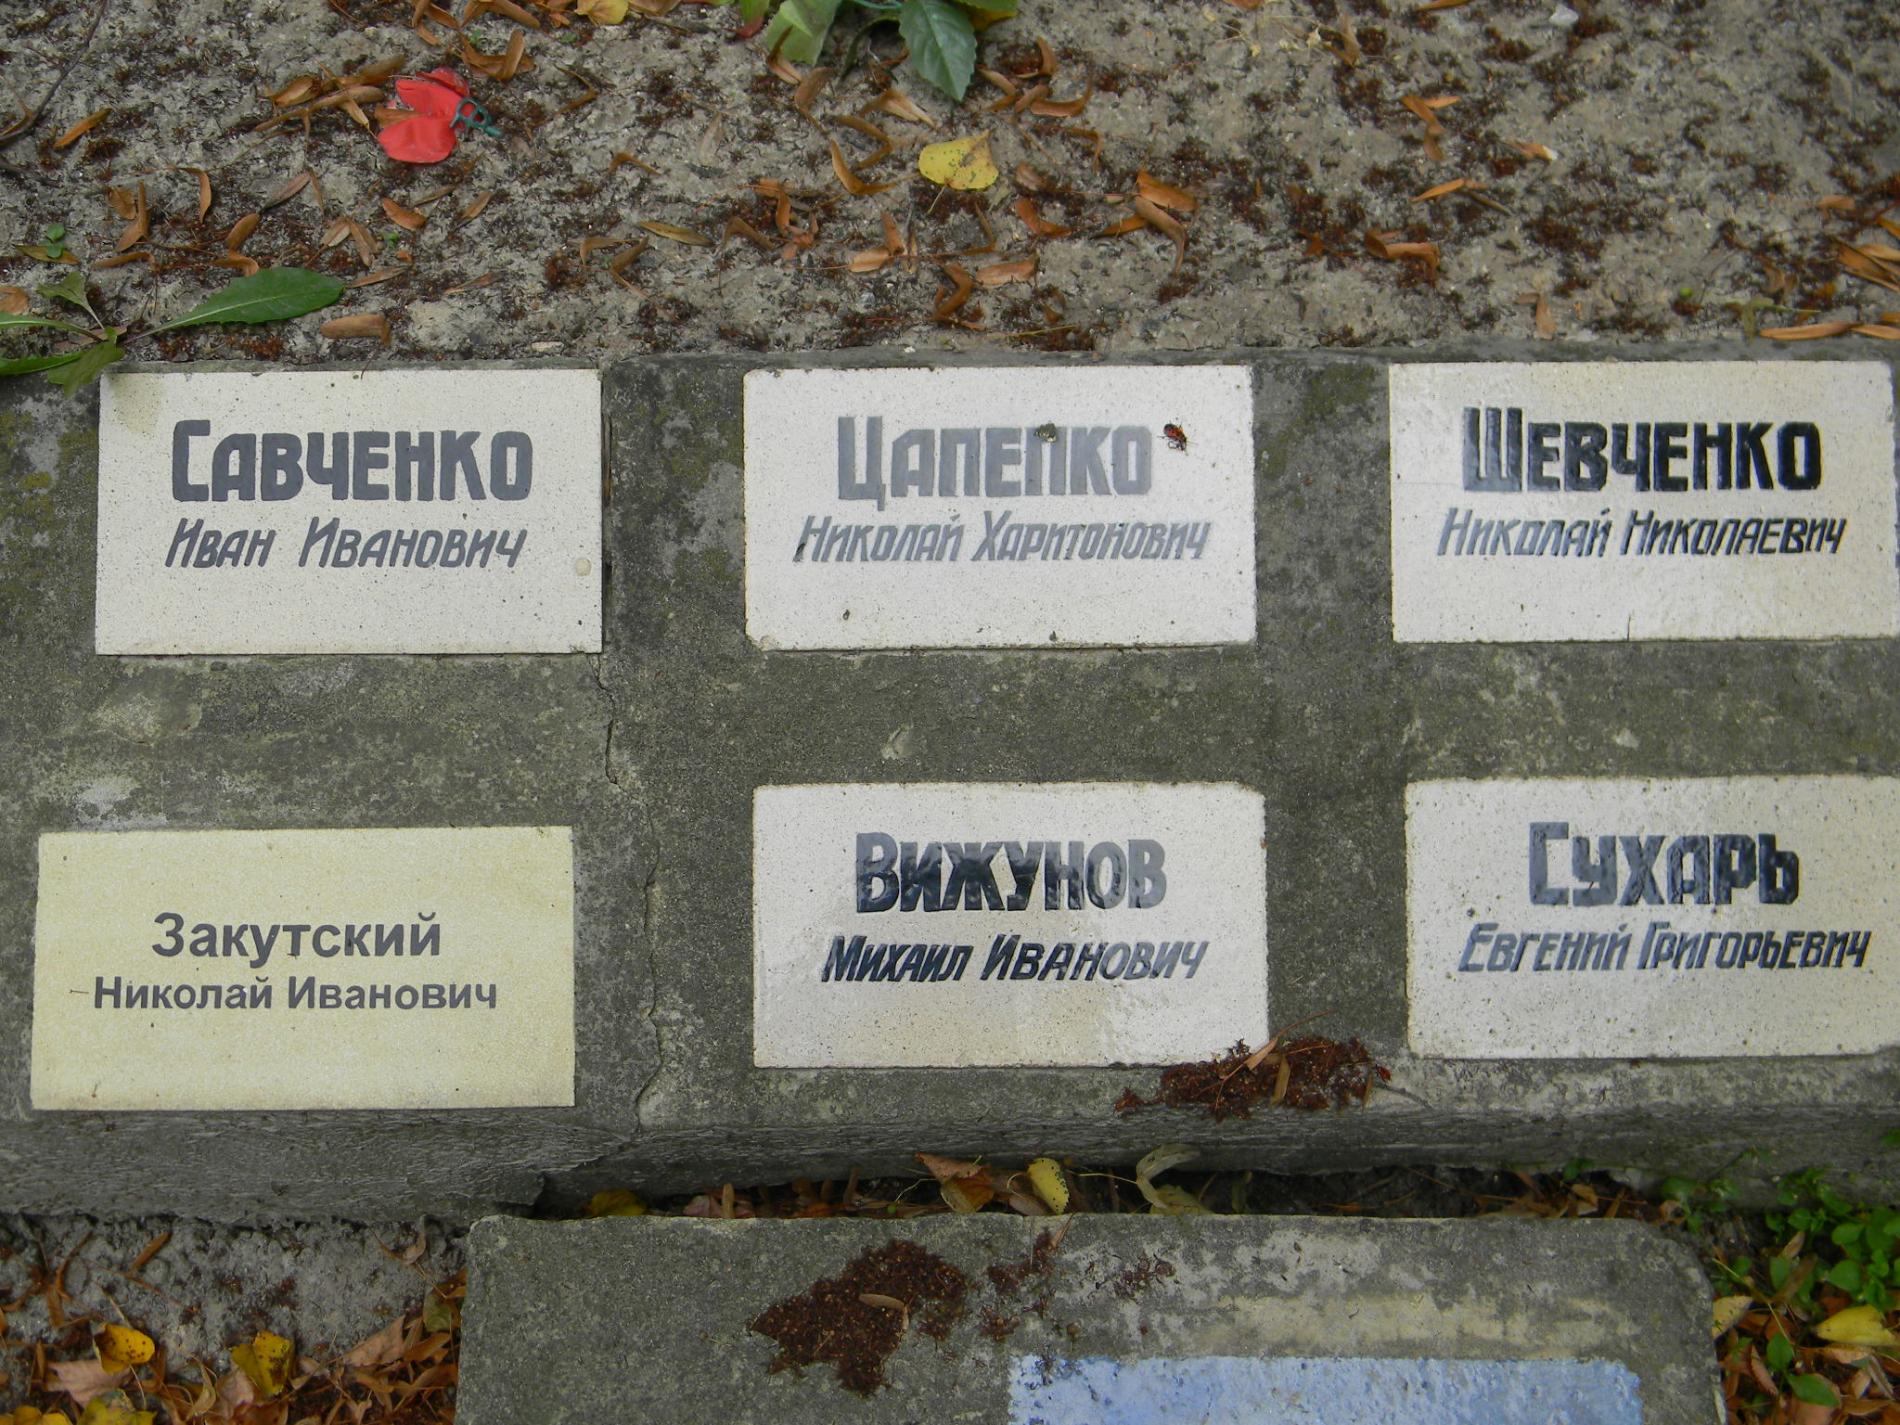 Савченко
Иван Иванович
Цапенко
Николай Харитонович
Шевченко
Николай Николаевич
Закутский
Николай Иванович
Вижунов
Михаил Иванович
Сухарь
Евгений Григорьевич